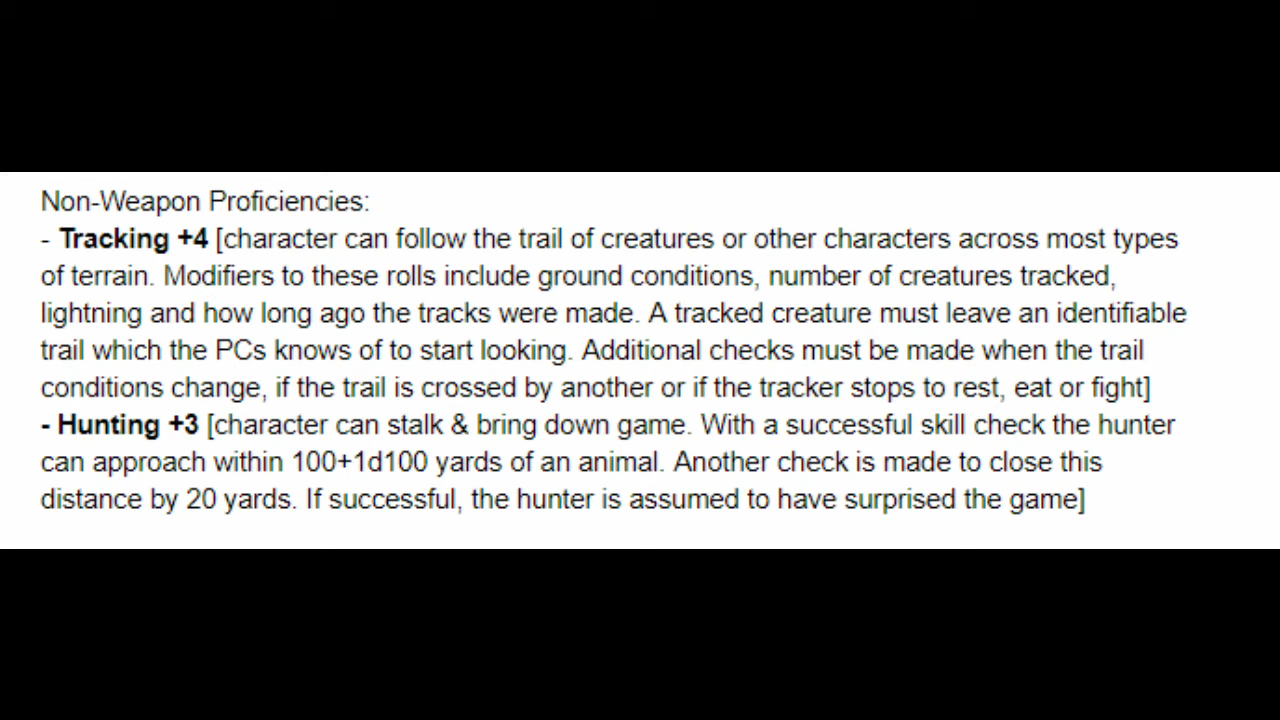 Non-Weapon Proficiencies:
- Tracking +4 [character can follow the trail of creatures or other characters across most types
of terrain. Modifiers to these rolls include ground conditions, number of creatures tracked,
lightning and how long ago the tracks were made. A tracked creature must leave an identifiable
trail which the PCs knows of to start looking. Additional checks must be made when the trail
conditions change, if the trail is crossed by another or if the tracker stops to rest, eat or fight]
- Hunting +3 [character can stalk & bring down game. With a successful skill check the hunter
can approach within 100+1d100 yards of an animal. Another check is made to close this
distance by 20 yards. If successful, the hunter is assumed to have surprised the game]